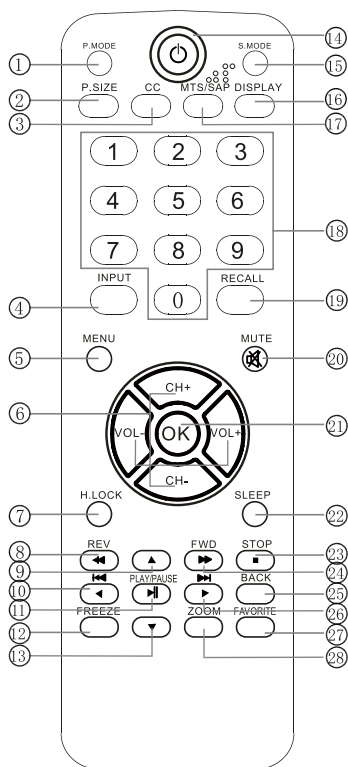 P.MODE S.MODE
1 14 15
P.SIZE CC MTS/SAP DISPLAY
2 3 16 17
1 2 3
4 5 6
18
7 8 9
INPUT 0 RECALL
4 19
MENU MUTE
5 20
CH+
6 21
VOL- OK VOL+
CH-
H.LOCK SLEEP
7 22
REV FWD STOP
8 23
9 24
PLAY/PAUSE BACK
10 25
11 26
FREEZE ZOOM FAVORITE
12 27
13 28